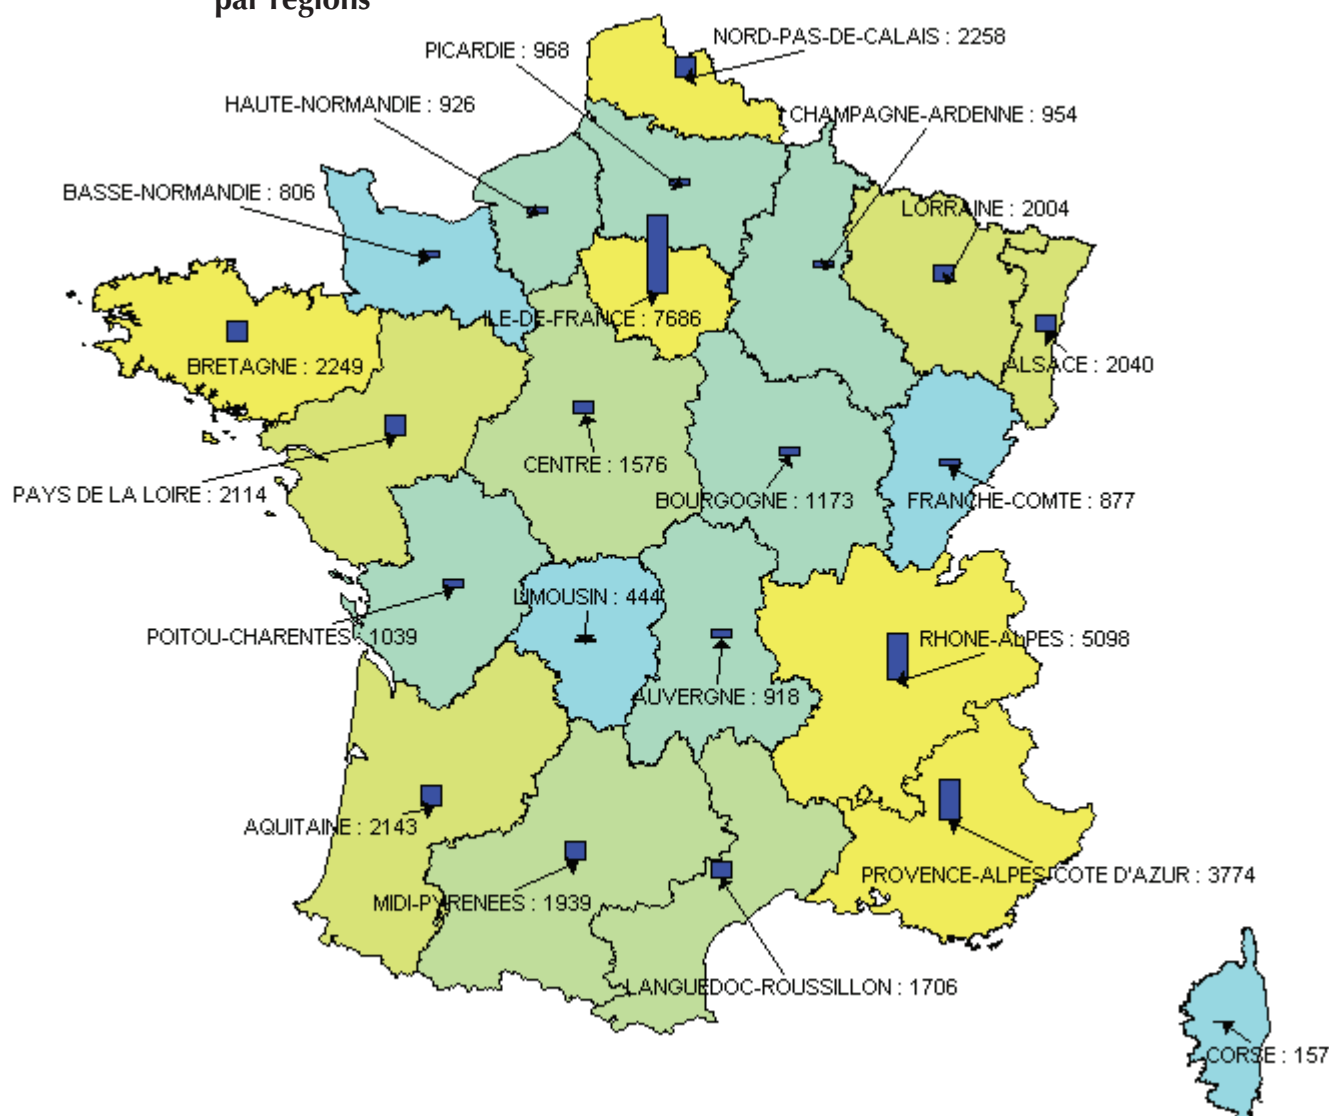 par régions
NORD-PAS-DE-CALAIS : 2258
PICARDIE : 968
HAUTE-NORMANDIE : 926
CHAMPAGNE-ARDENNE : 954
BASSE-NORMANDIE : 806
LORRAINE : 2004
ILE-DE-FRANCE : 7686
BRETAGNE : 2249
ALSACE : 2040
CENTRE : 1576
PAYS DE LA LOIRE : 2114
BOURGOGNE : 1173
FRANCHE-COMTE : 877
LIMOUSIN : 444
POITOU-CHARENTES : 1039
RHONE-ALPES : 5098
AUVERGNE : 918
AQUITAINE : 2143
PROVENCE-ALPES-COTE D'AZUR : 3774
MIDI-PYRENEES : 1939
LANGUEDOC-ROUSSILLON : 1706
CORSE : 157